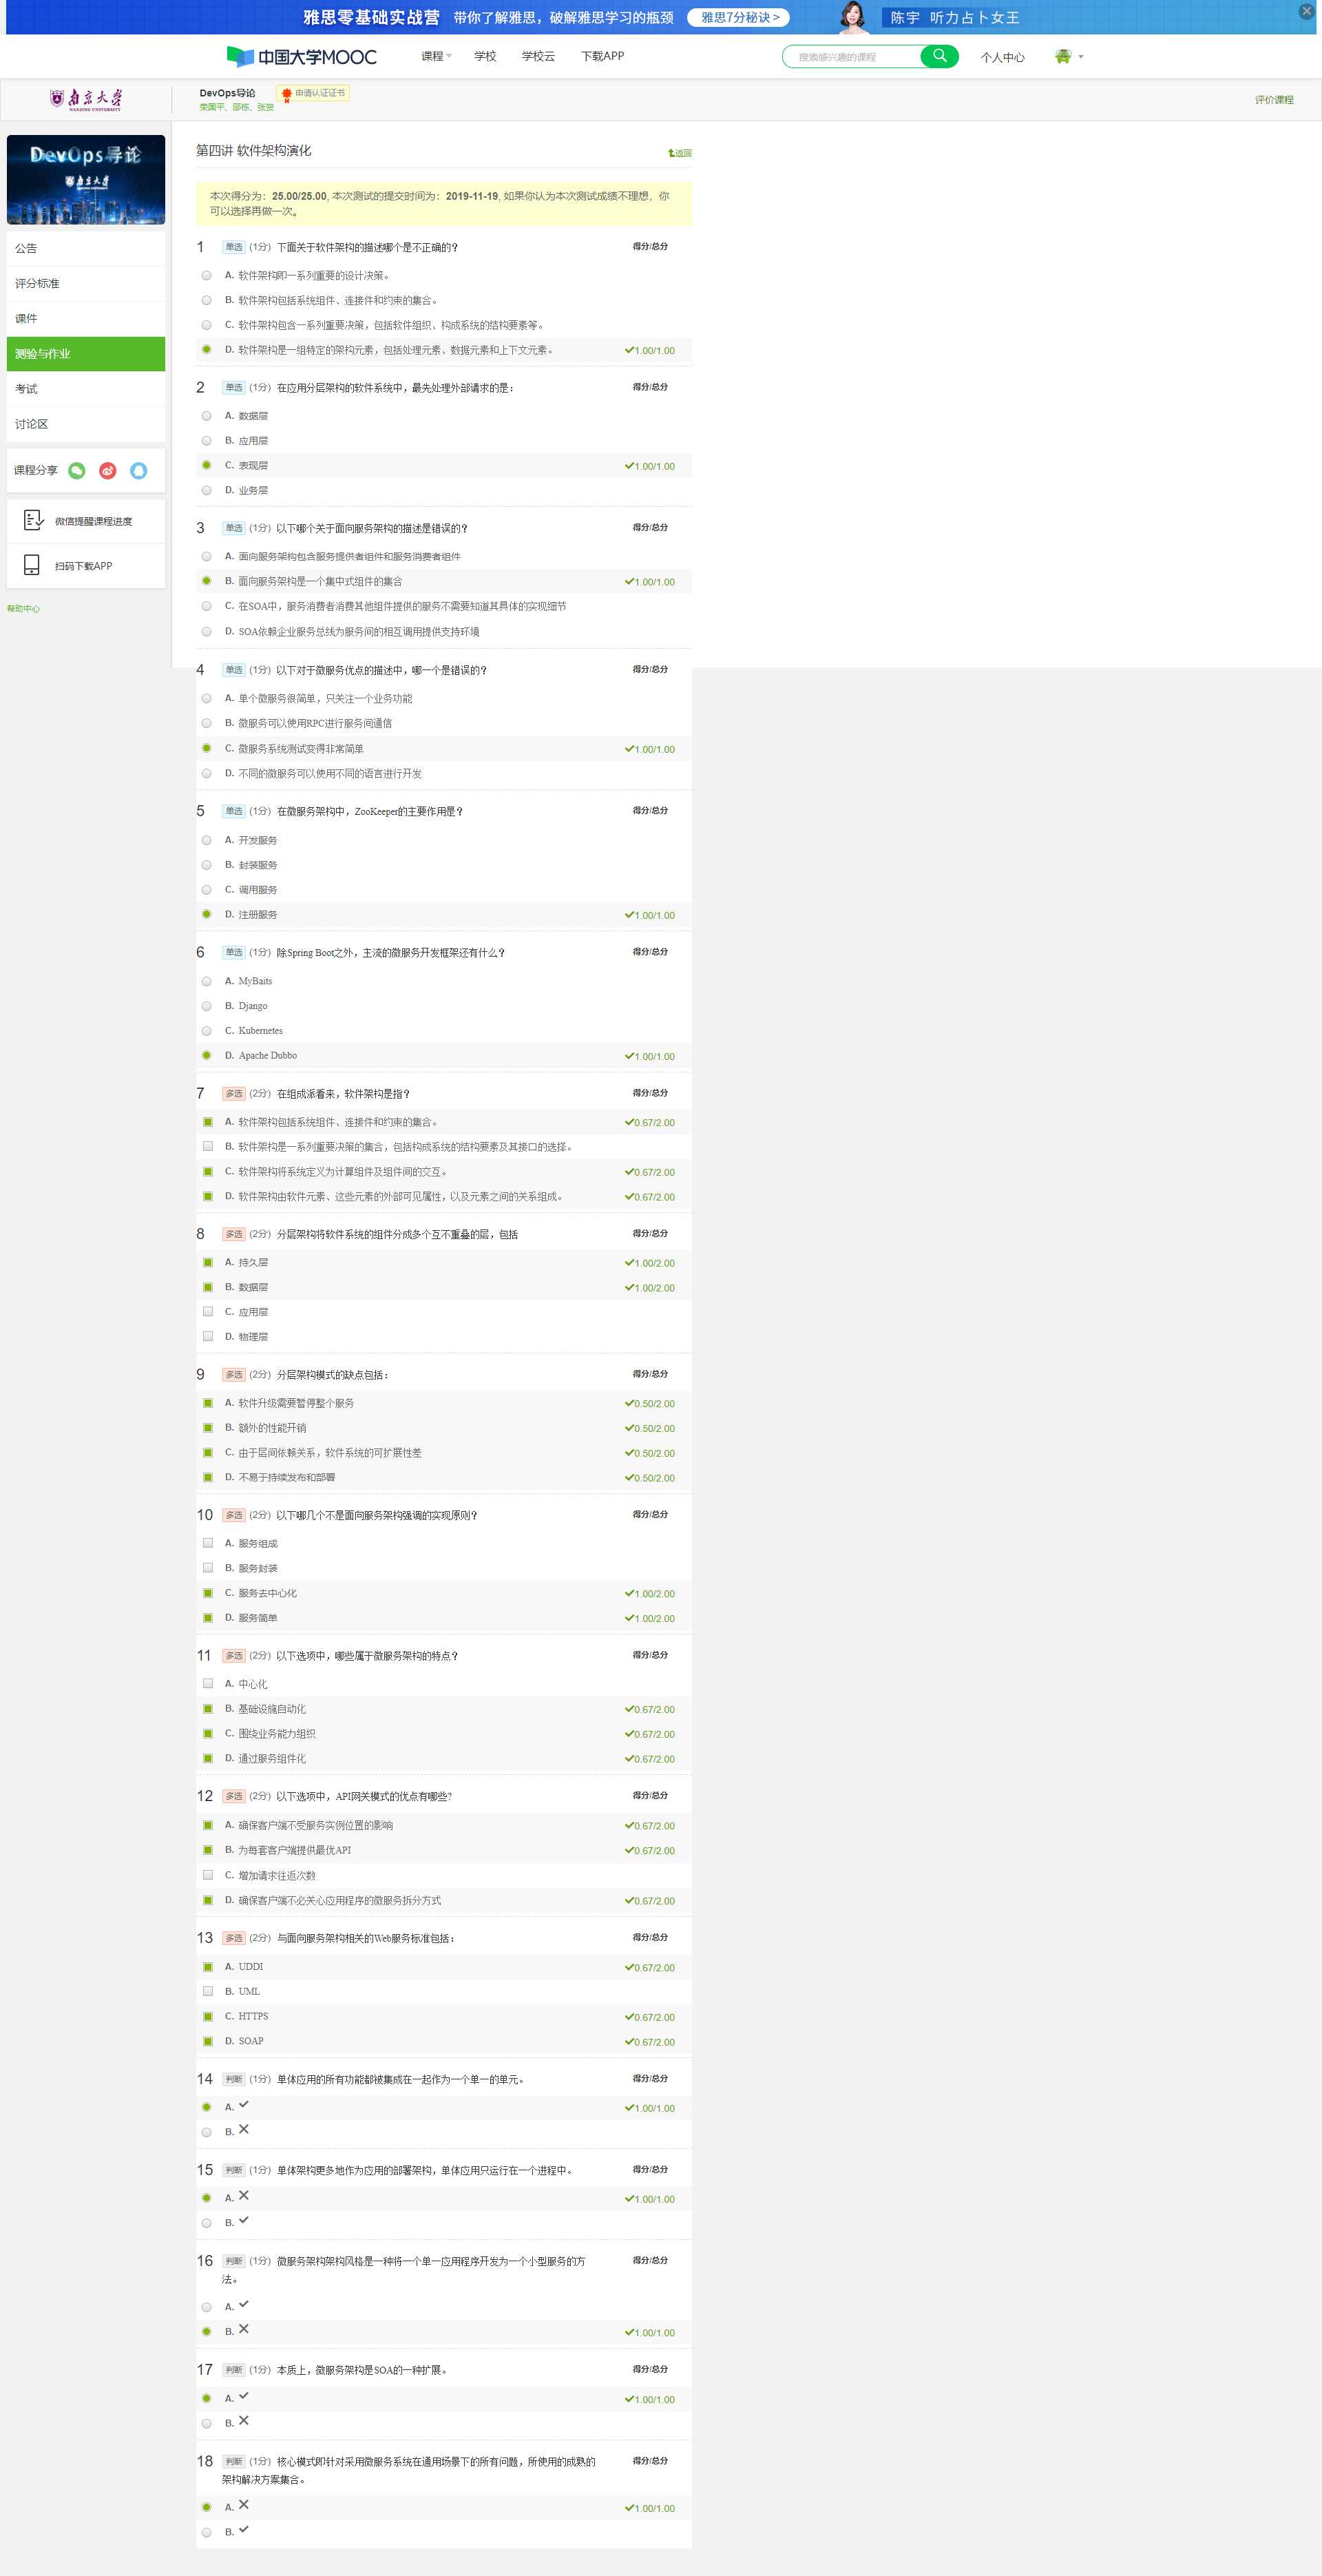 雅思零基础实战营 带你了解雅思，破解雅思学习的瓶颈 雅思7分秘诀 > 陈宇 听力占卜女王
中国大学MOOC 课程 学校 学校云 下载APP 搜索感兴趣的课程 个人中心
南京大学 NANJING UNIVERSITY
DevOps导论 申请认证证书
荣国平、邵栋、张贺
评价课程
DevOps导论
南京大学
公告
评分标准
课件
测验与作业
考试
讨论区
课程分享
微信提醒课程进度
扫码下载APP
帮助中心
第四讲 软件架构演化 返回
本次得分为：25.00/25.00, 本次测试的提交时间为：2019-11-19, 如果你认为本次测试成绩不理想，你
可以选择再做一次。
1 单选 (1分) 下面关于软件架构的描述哪个是不正确的？ 得分/总分
A. 软件架构即一系列重要的设计决策。
B. 软件架构包括系统组件、连接件和约束的集合。
C. 软件架构包含一系列重要决策，包括软件组织、构成系统的结构要素等。
D. 软件架构是一组特定的架构元素，包括处理元素、数据元素和上下文元素。 1.00/1.00
2 单选 (1分) 在应用分层架构的软件系统中，最先处理外部请求的是： 得分/总分
A. 数据层
B. 应用层
C. 表现层 1.00/1.00
D. 业务层
3 单选 (1分) 以下哪个关于面向服务架构的描述是错误的？ 得分/总分
A. 面向服务架构包含服务提供者组件和服务消费者组件
B. 面向服务架构是一个集中式组件的集合 1.00/1.00
C. 在SOA中，服务消费者消费其他组件提供的服务不需要知道其具体的实现细节
D. SOA依赖企业服务总线为服务间的相互调用提供支持环境
4 单选 (1分) 以下对于微服务优点的描述中，哪一个是错误的？ 得分/总分
A. 单个微服务很简单，只关注一个业务功能
B. 微服务可以使用RPC进行服务间通信
C. 微服务系统测试变得非常简单 1.00/1.00
D. 不同的微服务可以使用不同的语言进行开发
5 单选 (1分) 在微服务架构中，ZooKeeper的主要作用是？ 得分/总分
A. 开发服务
B. 封装服务
C. 调用服务
D. 注册服务 1.00/1.00
6 单选 (1分) 除Spring Boot之外，主流的微服务开发框架还有什么？ 得分/总分
A. MyBaits
B. Django
C. Kubernetes
D. Apache Dubbo 1.00/1.00
7 多选 (2分) 在组成派看来，软件架构是指？ 得分/总分
A. 软件架构包括系统组件、连接件和约束的集合。 0.67/2.00
B. 软件架构是一系列重要决策的集合，包括构成系统的结构要素及其接口的选择。
C. 软件架构将系统定义为计算组件及组件间的交互。 0.67/2.00
D. 软件架构由软件元素、这些元素的外部可见属性，以及元素之间的关系组成。 0.67/2.00
8 多选 (2分) 分层架构将软件系统的组件分成多个互不重叠的层，包括 得分/总分
A. 持久层 1.00/2.00
B. 数据层 1.00/2.00
C. 应用层
D. 物理层
9 多选 (2分) 分层架构模式的缺点包括： 得分/总分
A. 软件升级需要暂停整个服务 0.50/2.00
B. 额外的性能开销 0.50/2.00
C. 由于层间依赖关系，软件系统的可扩展性差 0.50/2.00
D. 不易于持续发布和部署 0.50/2.00
10 多选 (2分) 以下哪几个不是面向服务架构强调的实现原则？ 得分/总分
A. 服务组成
B. 服务封装
C. 服务去中心化 1.00/2.00
D. 服务简单 1.00/2.00
11 多选 (2分) 以下选项中，哪些属于微服务架构的特点？ 得分/总分
A. 中心化
B. 基础设施自动化 0.67/2.00
C. 围绕业务能力组织 0.67/2.00
D. 通过服务组件化 0.67/2.00
12 多选 (2分) 以下选项中，API网关模式的优点有哪些? 得分/总分
A. 确保客户端不受服务实例位置的影响 0.67/2.00
B. 为每套客户端提供最优API 0.67/2.00
C. 增加请求往返次数
D. 确保客户端不必关心应用程序的微服务拆分方式 0.67/2.00
13 多选 (2分) 与面向服务架构相关的Web服务标准包括： 得分/总分
A. UDDI 0.67/2.00
B. UML
C. HTTPS 0.67/2.00
D. SOAP 0.67/2.00
14 判断 (1分) 单体应用的所有功能都被集成在一起作为一个单一的单元。 得分/总分
A. ✓ 1.00/1.00
B. ✕
15 判断 (1分) 单体架构更多地作为应用的部署架构，单体应用只运行在一个进程中。 得分/总分
A. ✕ 1.00/1.00
B. ✓
16 判断 (1分) 微服务架构架构风格是一种将一个单一应用程序开发为一个小型服务的方 得分/总分
法。
A. ✓
B. ✕ 1.00/1.00
17 判断 (1分) 本质上，微服务架构是SOA的一种扩展。 得分/总分
A. ✓ 1.00/1.00
B. ✕
18 判断 (1分) 核心模式即针对采用微服务系统在通用场景下的所有问题，所使用的成熟的 得分/总分
架构解决方案集合。
A. ✕ 1.00/1.00
B. ✓